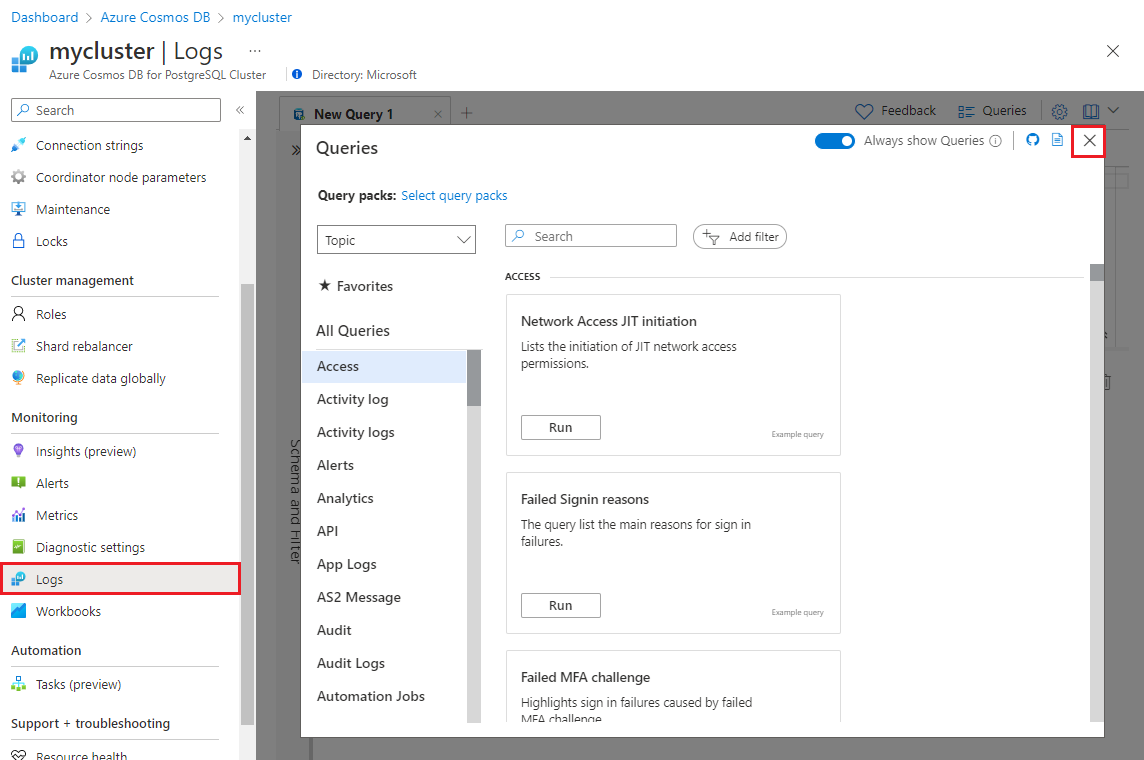 Dashboard > Azure Cosmos DB > mycluster
mycluster | Logs ...
Azure Cosmos DB for PostgreSQL Cluster
Directory: Microsoft
Search
Connection strings
Coordinator node parameters
Maintenance
Locks
Cluster management
Roles
Shard rebalancer
Replicate data globally
Monitoring
Insights (preview)
Alerts
Metrics
Diagnostic settings
Logs
Workbooks
Automation
Tasks (preview)
Support + troubleshooting
Resource health
New Query 1
Feedback
Queries
Schema and Filter
Queries
Always show Queries
Query packs: Select query packs
Topic
Search
Add filter
Favorites
All Queries
Access
Activity log
Activity logs
Alerts
Analytics
API
App Logs
AS2 Message
Audit
Audit Logs
Automation Jobs
ACCESS
Network Access JIT initiation
Lists the initiation of JIT network access
permissions.
Run
Example query
Failed Signin reasons
The query list the main reasons for sign in
failures.
Run
Example query
Failed MFA challenge
Highlights sign in failures caused by failed
MFA challenge